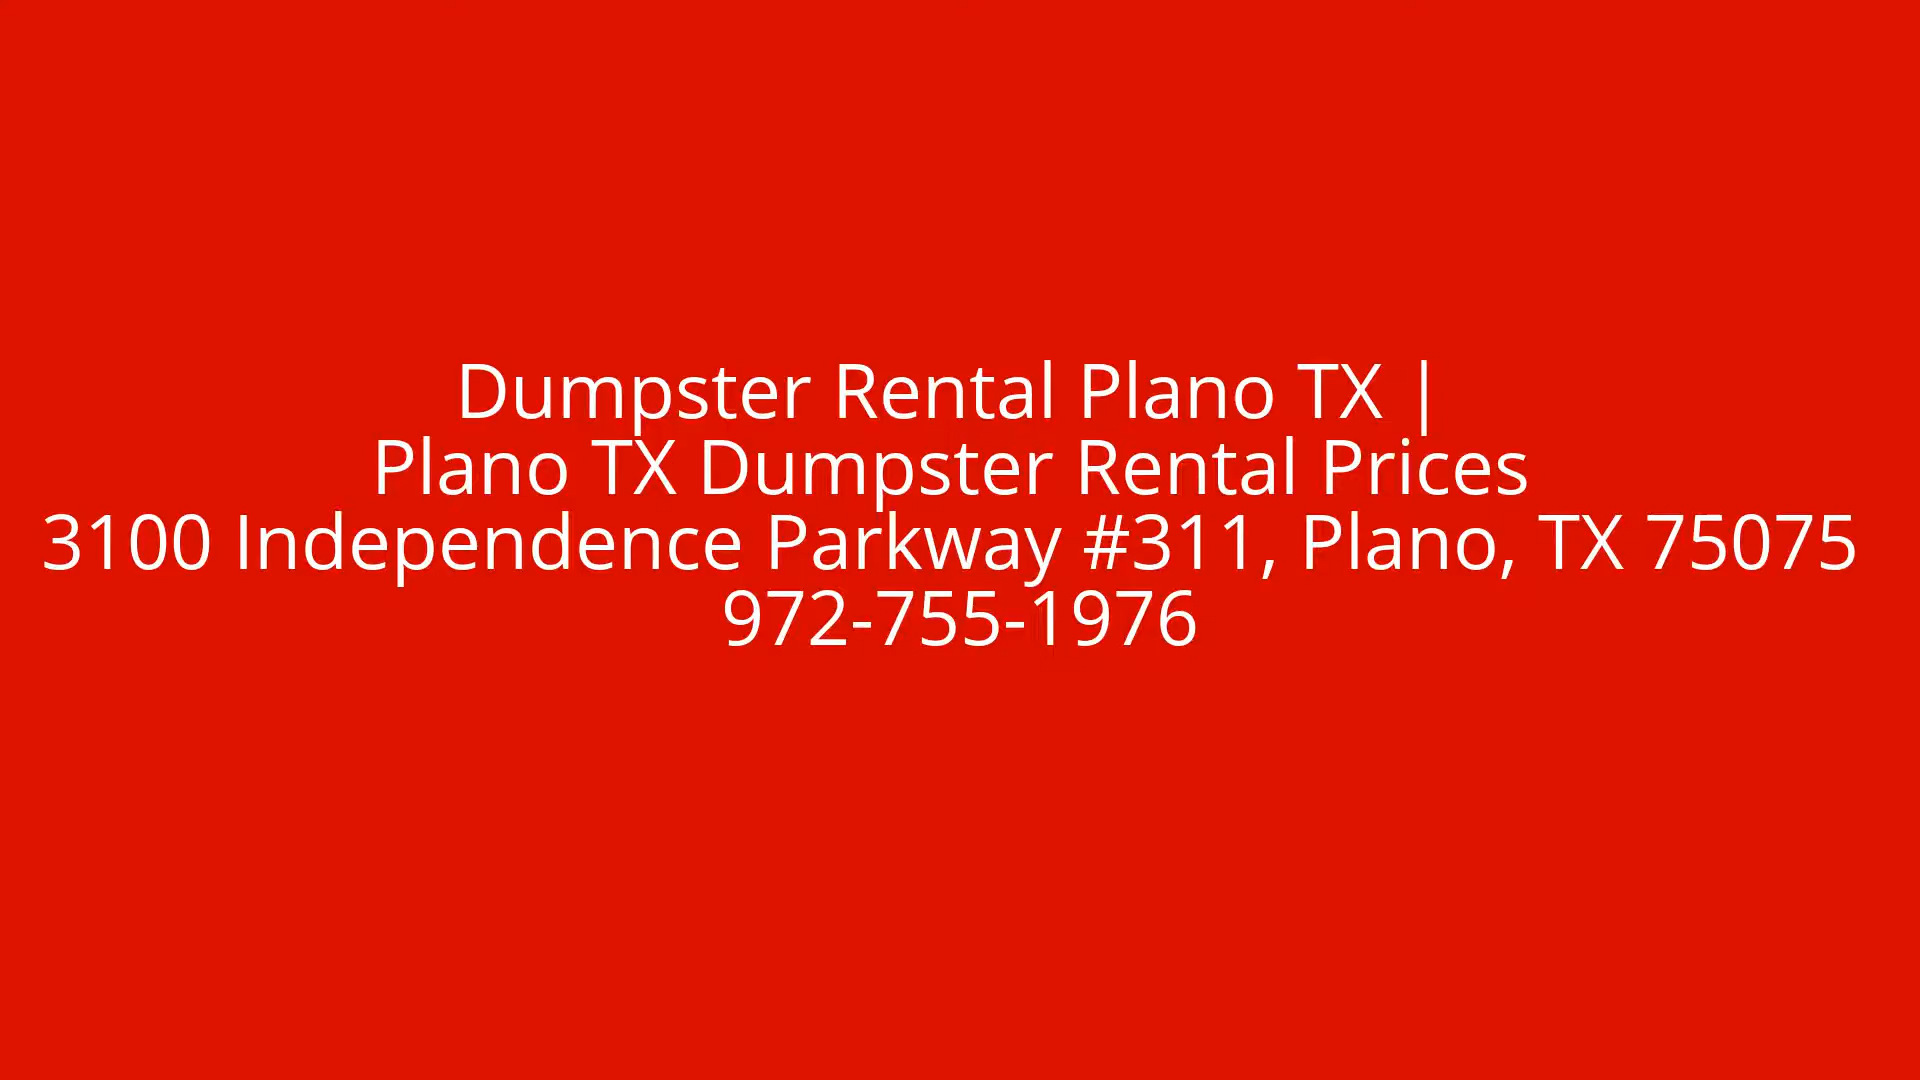 Dumpster Rental Plano TX |
Plano TX Dumpster Rental Prices
3100 Independence Parkway #311, Plano, TX 75075
972-755-1976